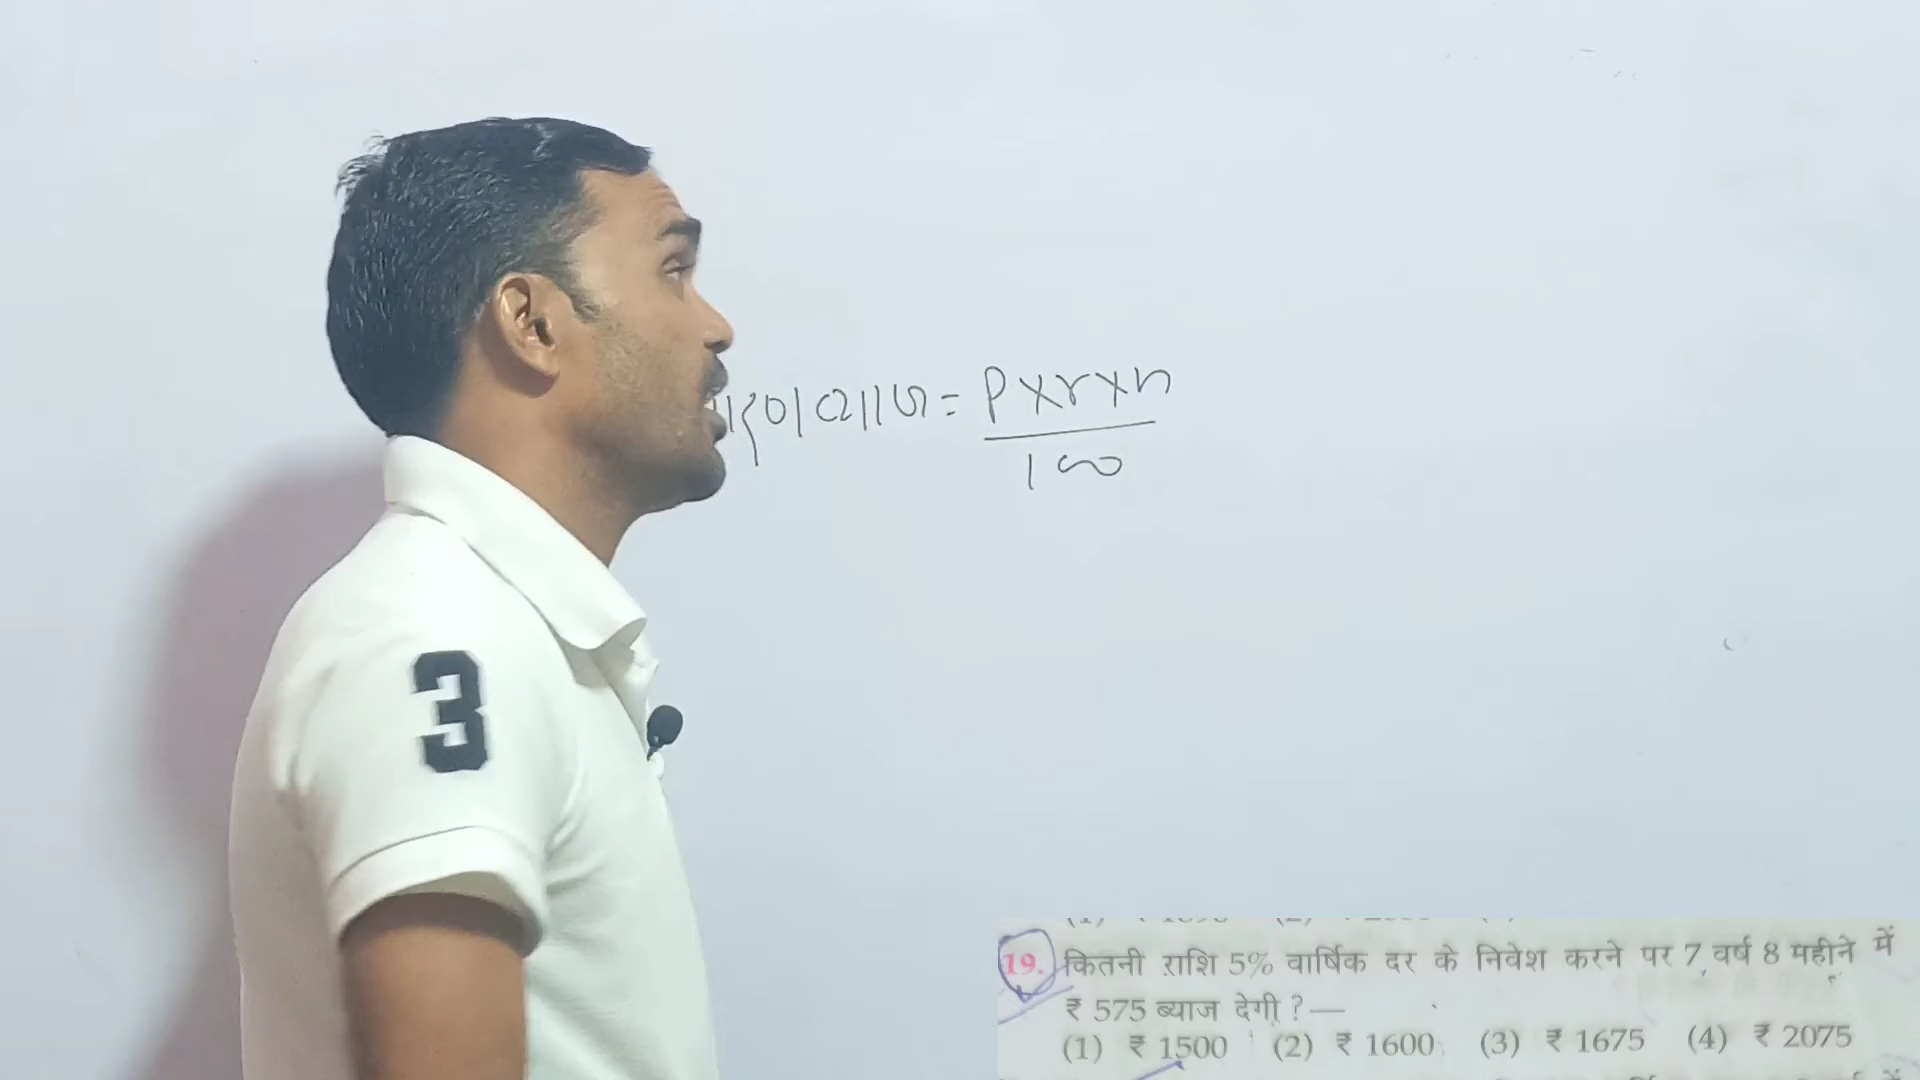 = P×r×n
100
3
19. कितनी राशि 5% वार्षिक दर के निवेश करने पर 7 वर्ष 8 महीने में
₹ 575 ब्याज देगी ?—
(1) ₹ 1500 (2) ₹ 1600 (3) ₹ 1675 (4) ₹ 2075